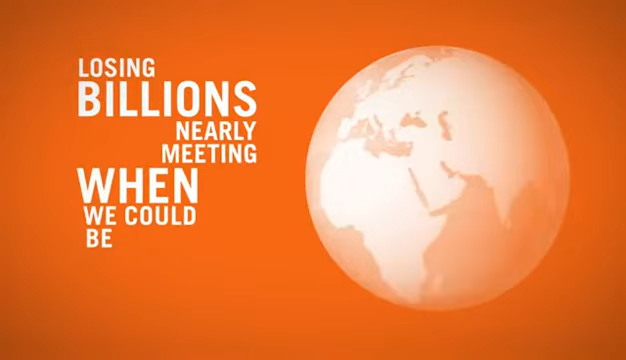 LOSING
BILLIONS
NEARLY
MEETING
WHEN
WE COULD
BE